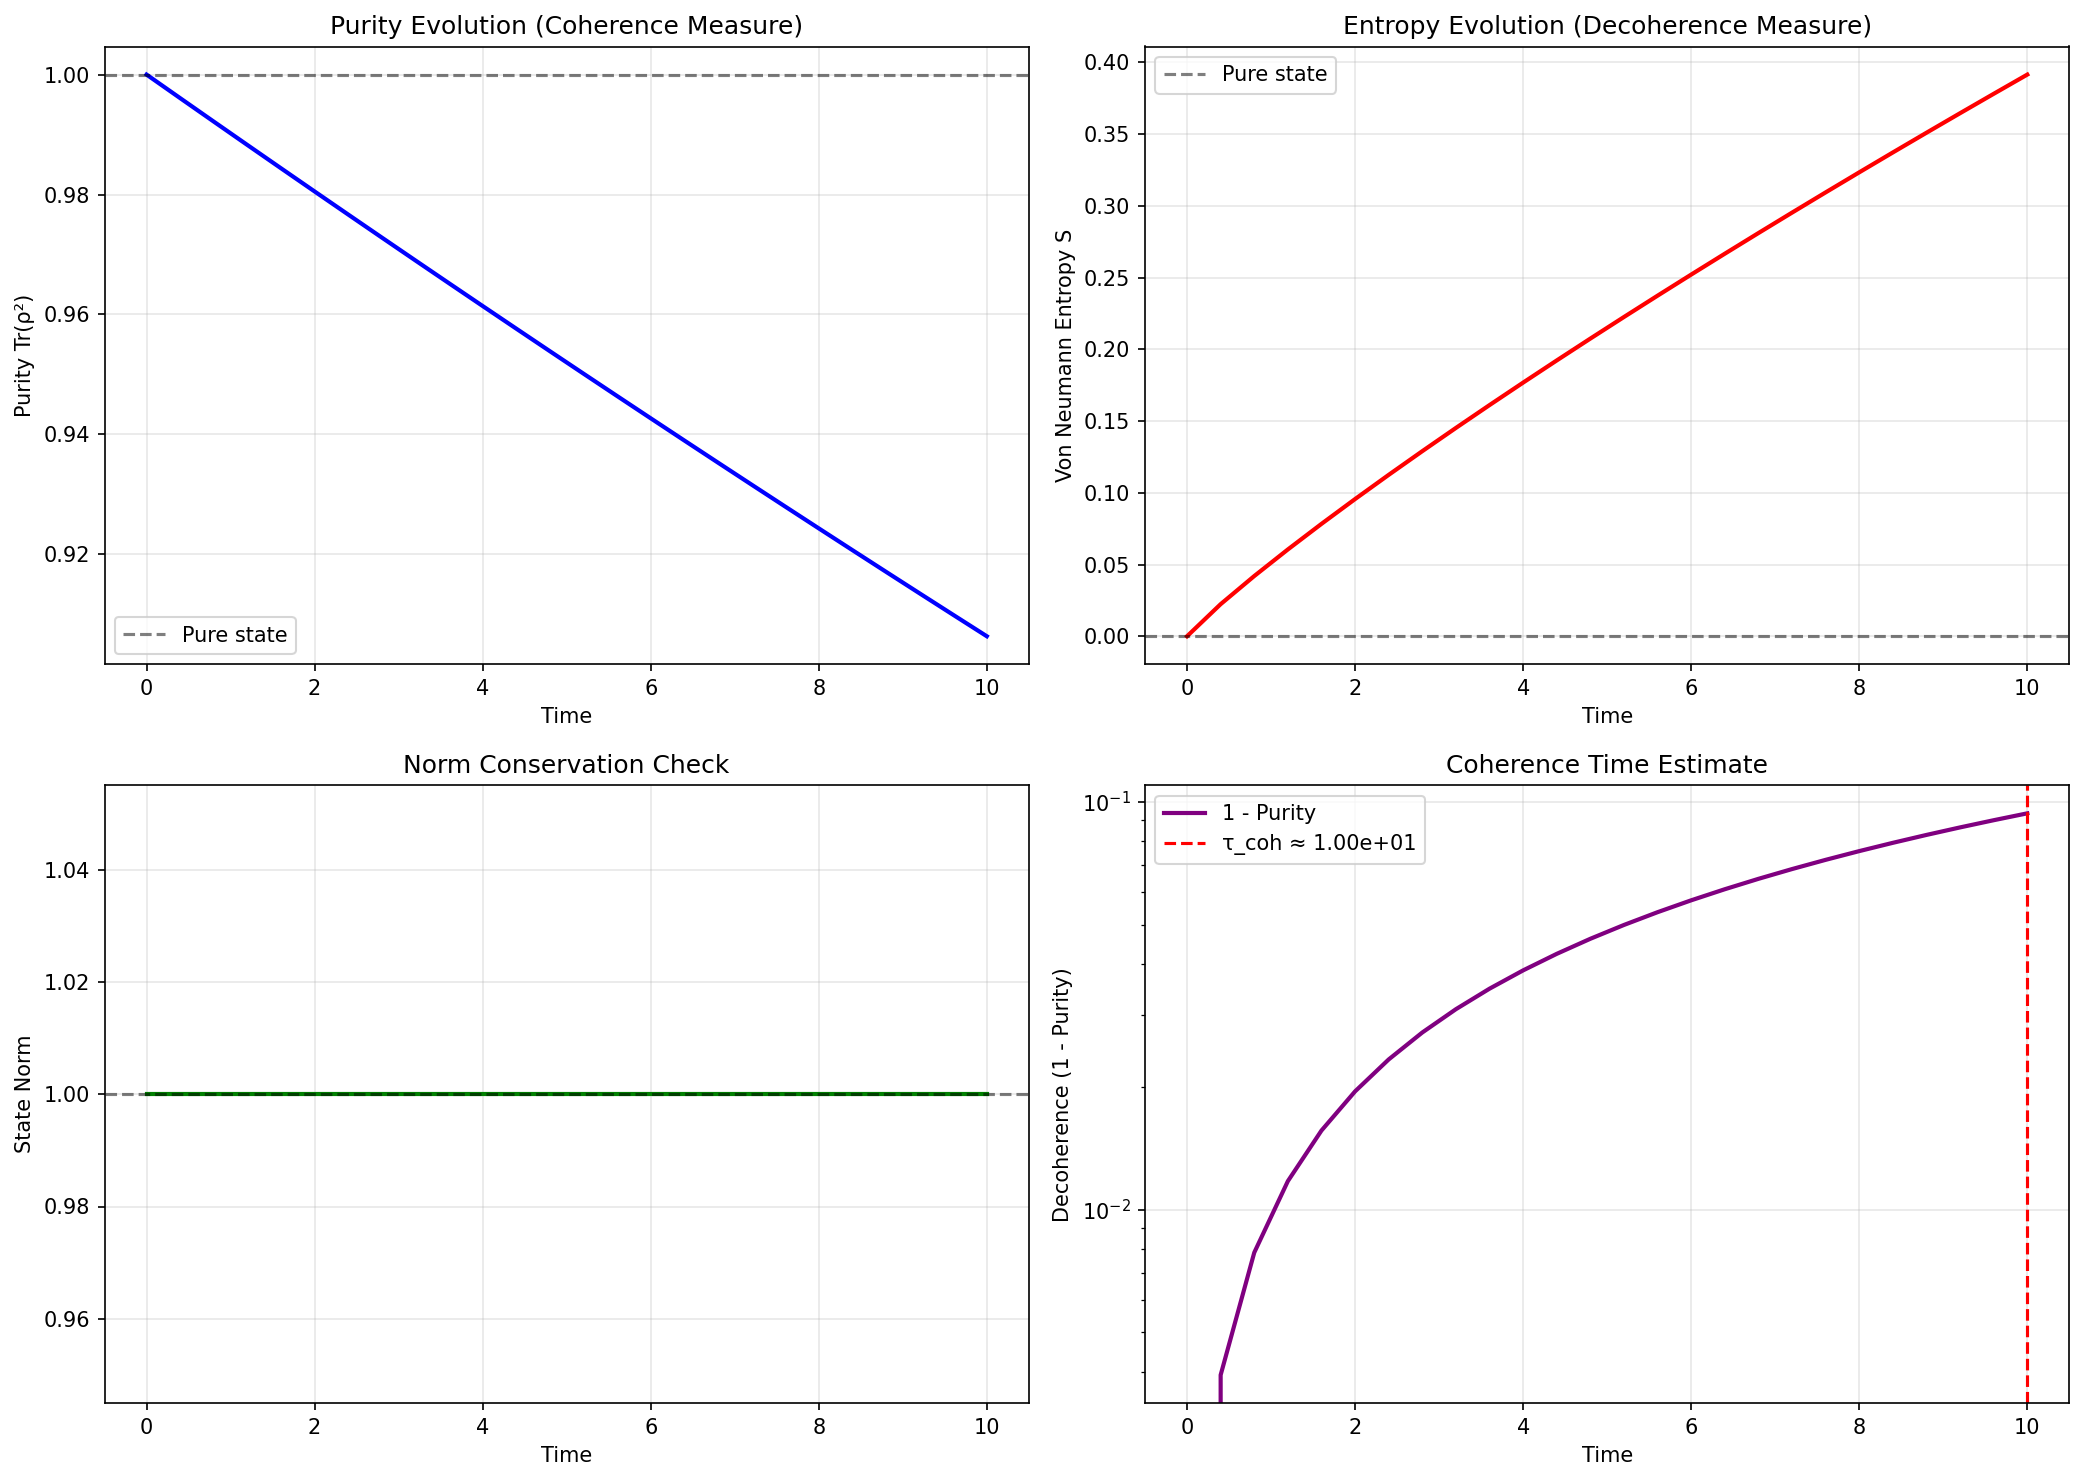 Purity Evolution (Coherence Measure)
Purity Tr(ρ²)
1.00
0.98
0.96
0.94
0.92
Pure state
0 2 4 6 8 10
Time
Entropy Evolution (Decoherence Measure)
Von Neumann Entropy S
0.40
0.35
0.30
0.25
0.20
0.15
0.10
0.05
0.00
Pure state
0 2 4 6 8 10
Time
Norm Conservation Check
State Norm
1.04
1.02
1.00
0.98
0.96
0 2 4 6 8 10
Time
Coherence Time Estimate
Decoherence (1 - Purity)
10⁻¹
10⁻²
1 - Purity
τ_coh ≈ 1.00e+01
0 2 4 6 8 10
Time